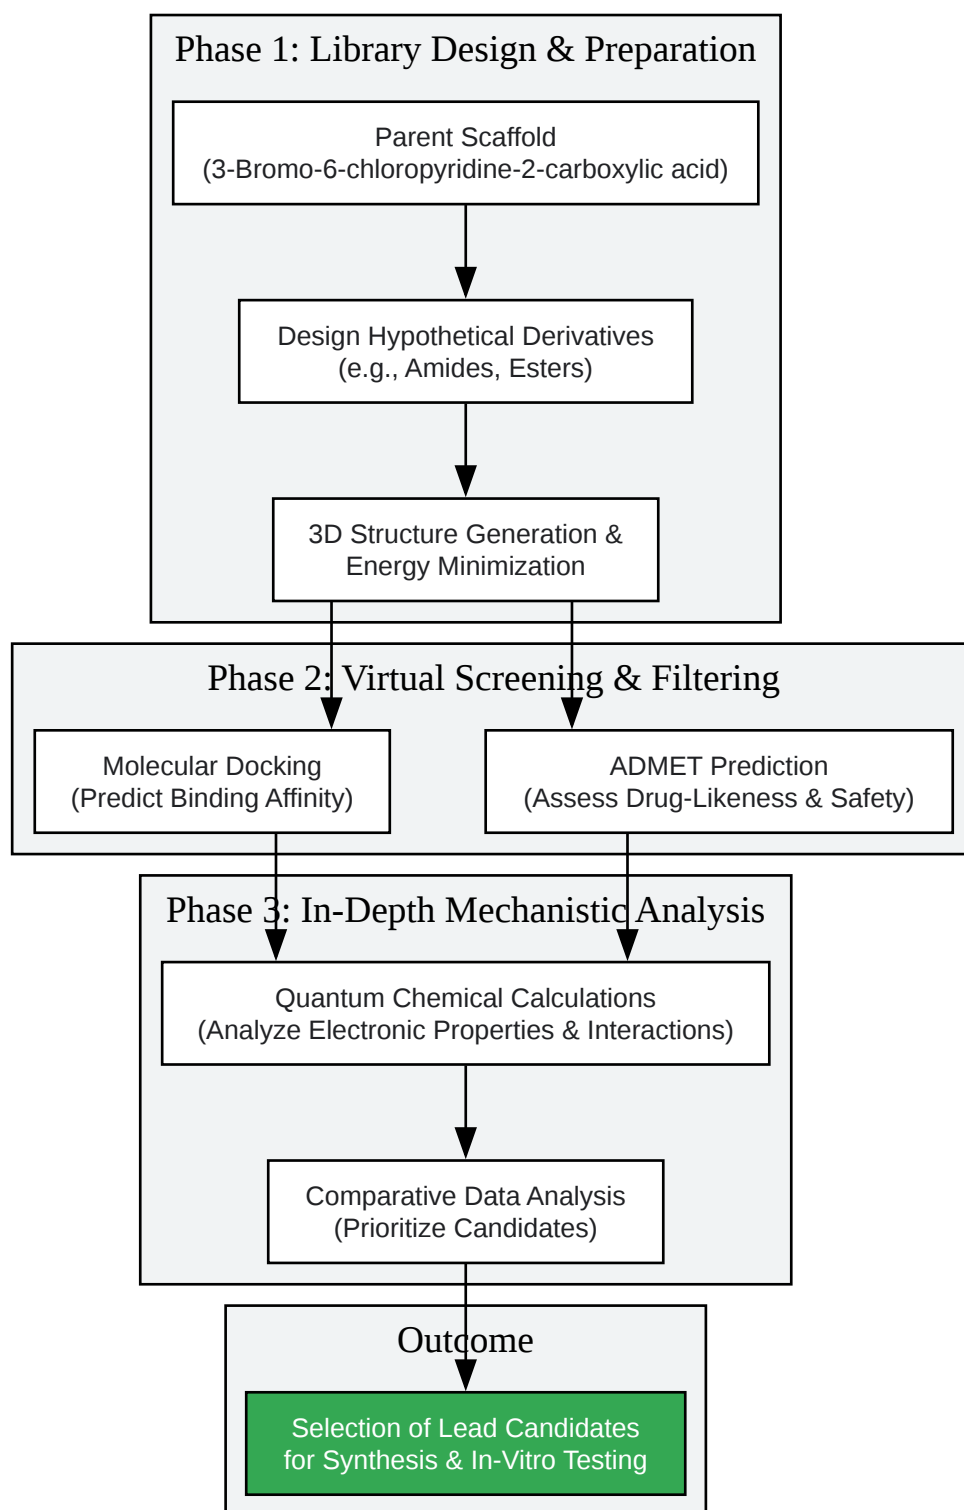 Phase 1: Library Design & Preparation
Parent Scaffold
(3-Bromo-6-chloropyridine-2-carboxylic acid)
Design Hypothetical Derivatives
(e.g., Amides, Esters)
3D Structure Generation &
Energy Minimization
Phase 2: Virtual Screening & Filtering
Molecular Docking
(Predict Binding Affinity)
ADMET Prediction
(Assess Drug-Likeness & Safety)
Phase 3: In-Depth Mechanistic Analysis
Quantum Chemical Calculations
(Analyze Electronic Properties & Interactions)
Comparative Data Analysis
(Prioritize Candidates)
Outcome
Selection of Lead Candidates
for Synthesis & In-Vitro Testing